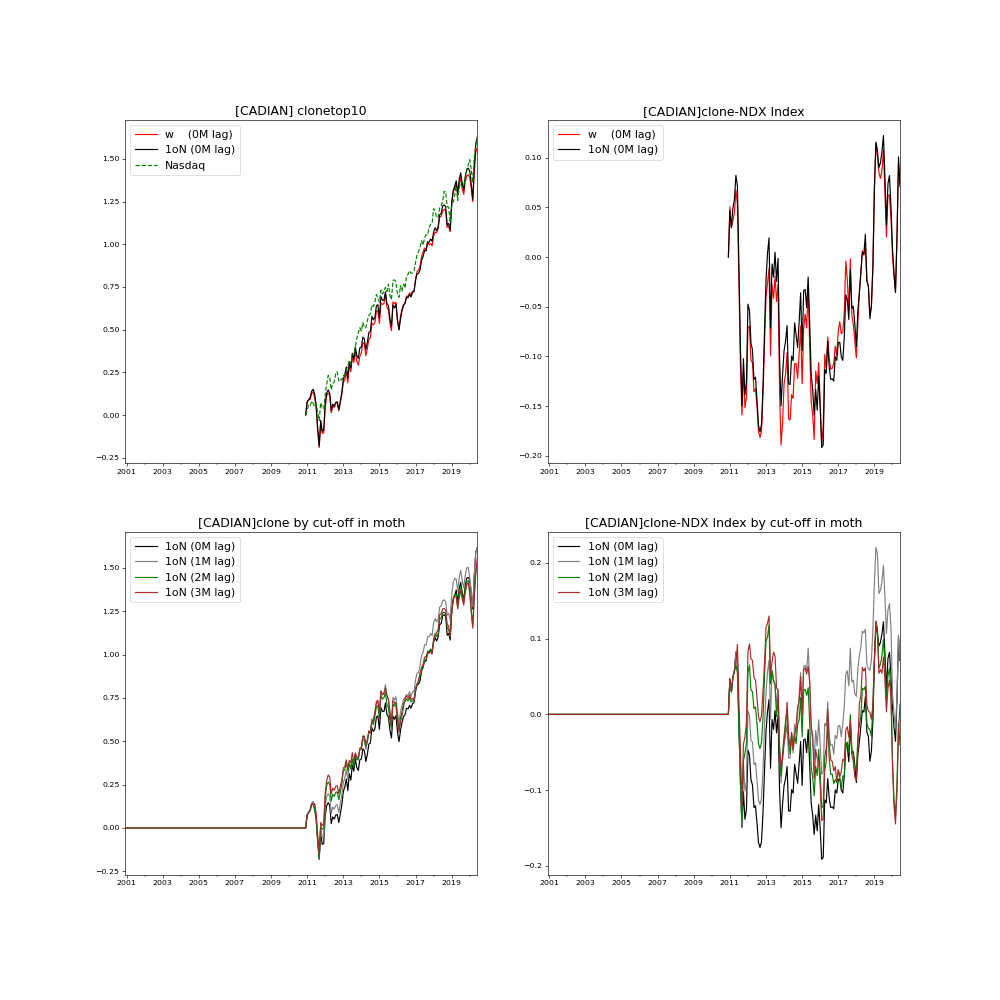 [CADIAN] clonetop10
w (0M lag)
1oN (0M lag)
Nasdaq
1.50
1.25
1.00
0.75
0.50
0.25
0.00
−0.25
2001 2003 2005 2007 2009 2011 2013 2015 2017 2019
[CADIAN]clone-NDX Index
w (0M lag)
1oN (0M lag)
0.10
0.05
0.00
−0.05
−0.10
−0.15
−0.20
2001 2003 2005 2007 2009 2011 2013 2015 2017 2019
[CADIAN]clone by cut-off in moth
1oN (0M lag)
1oN (1M lag)
1oN (2M lag)
1oN (3M lag)
1.50
1.25
1.00
0.75
0.50
0.25
0.00
−0.25
2001 2003 2005 2007 2009 2011 2013 2015 2017 2019
[CADIAN]clone-NDX Index by cut-off in moth
1oN (0M lag)
1oN (1M lag)
1oN (2M lag)
1oN (3M lag)
0.2
0.1
0.0
−0.1
−0.2
2001 2003 2005 2007 2009 2011 2013 2015 2017 2019